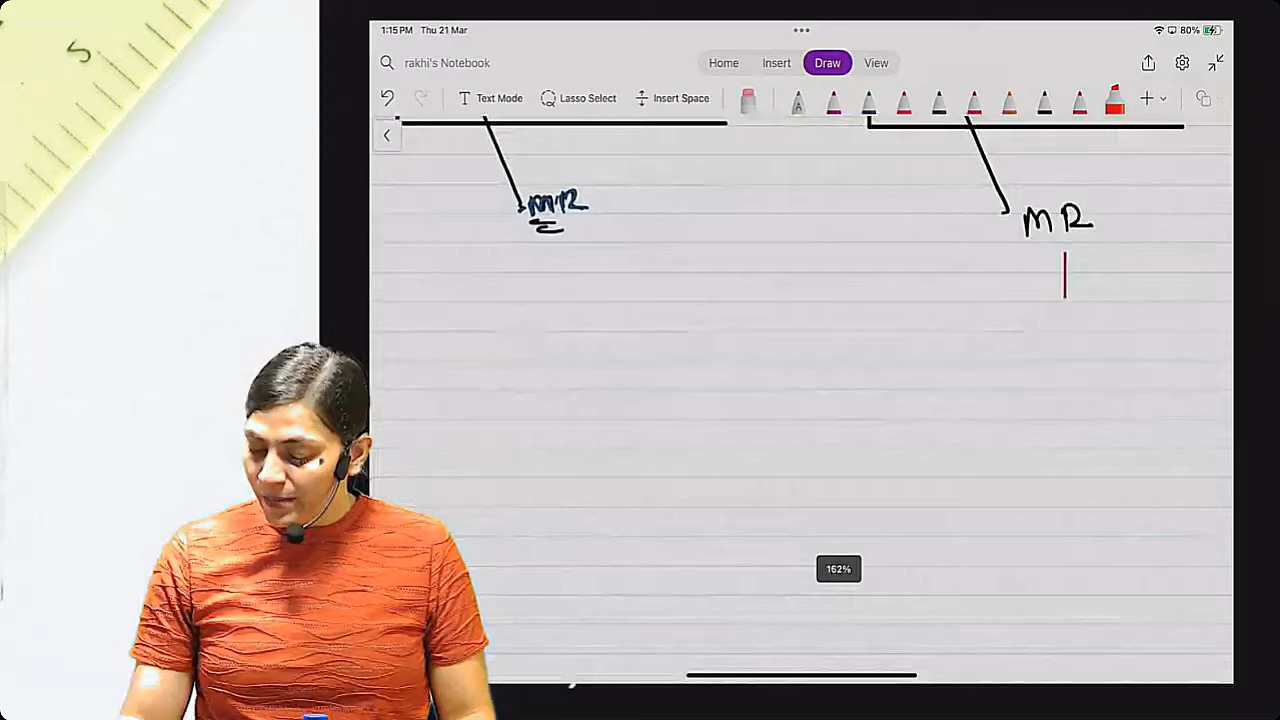 5
1:15 PM Thu 21 Mar
80%
rakhi's Notebook
Home Insert Draw View
Text Mode Lasso Select Insert Space
A
MR
MR
162%